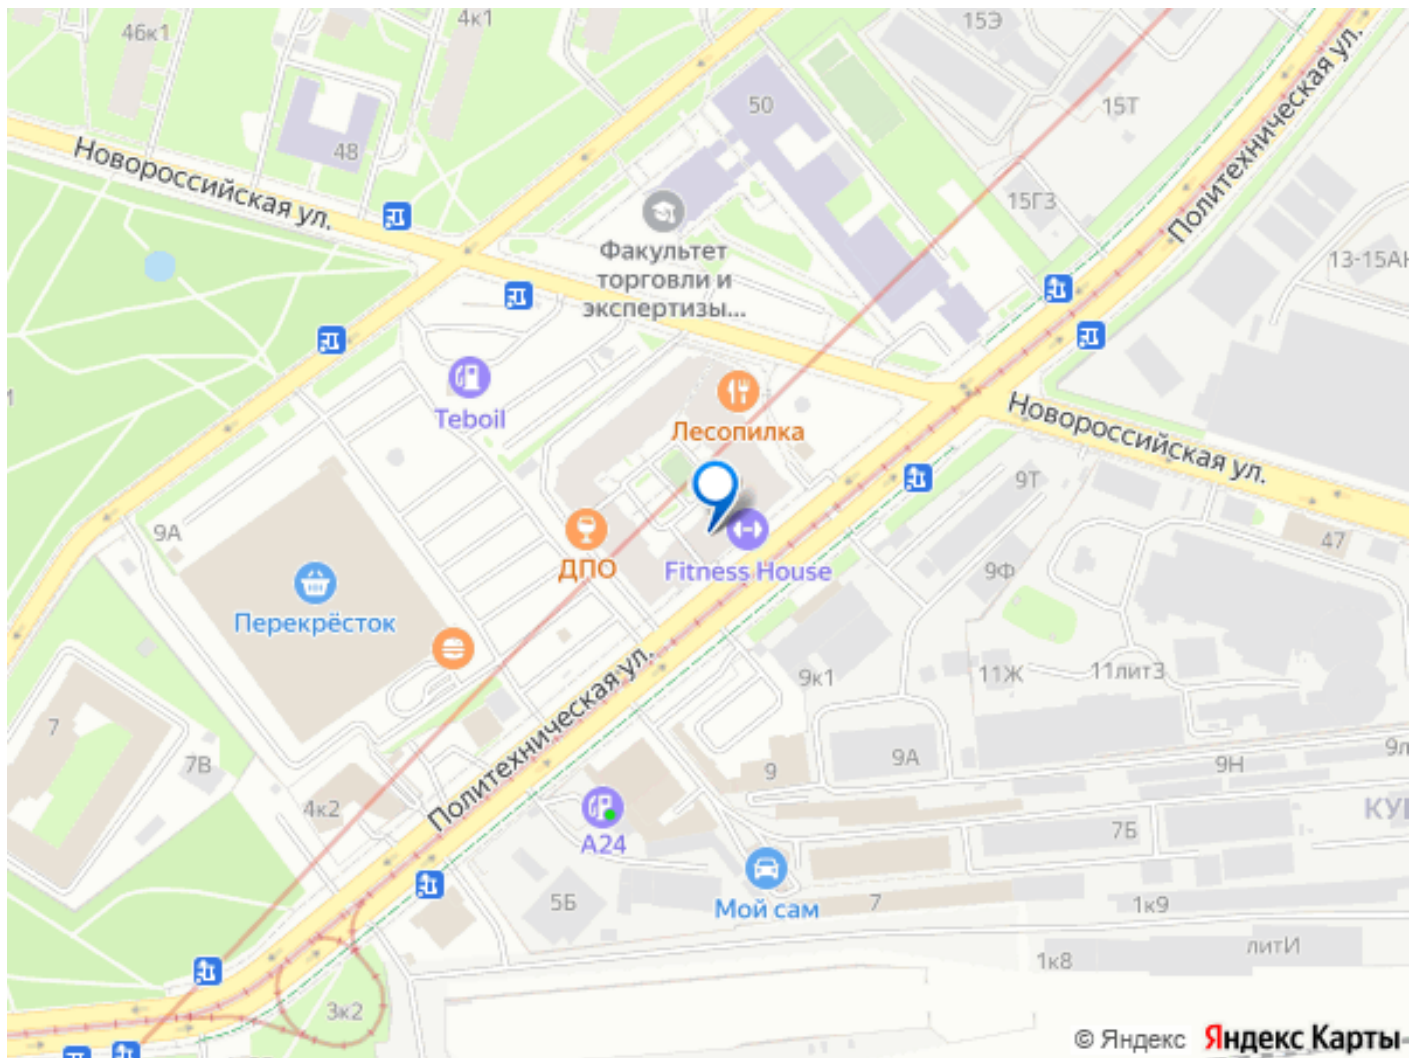 46к1
4к1
15Э
50
15Т
48
Новороссийская ул.
Политехническая ул.
15Г3
Факультет
торговли и
экспертизы...
13-15АН
Teboil
Лесопилка
Новороссийская ул.
9А
9Т
47
ДПО
Fitness House
9Ф
Перекрёсток
9к1
11Ж
11лит3
Политехническая ул.
7
7В
4к2
9
9А
9Н
9л
А24
7Б
5Б
Мой сам
7
1к9
литИ
1к8
3к2
© Яндекс Яндекс Карты